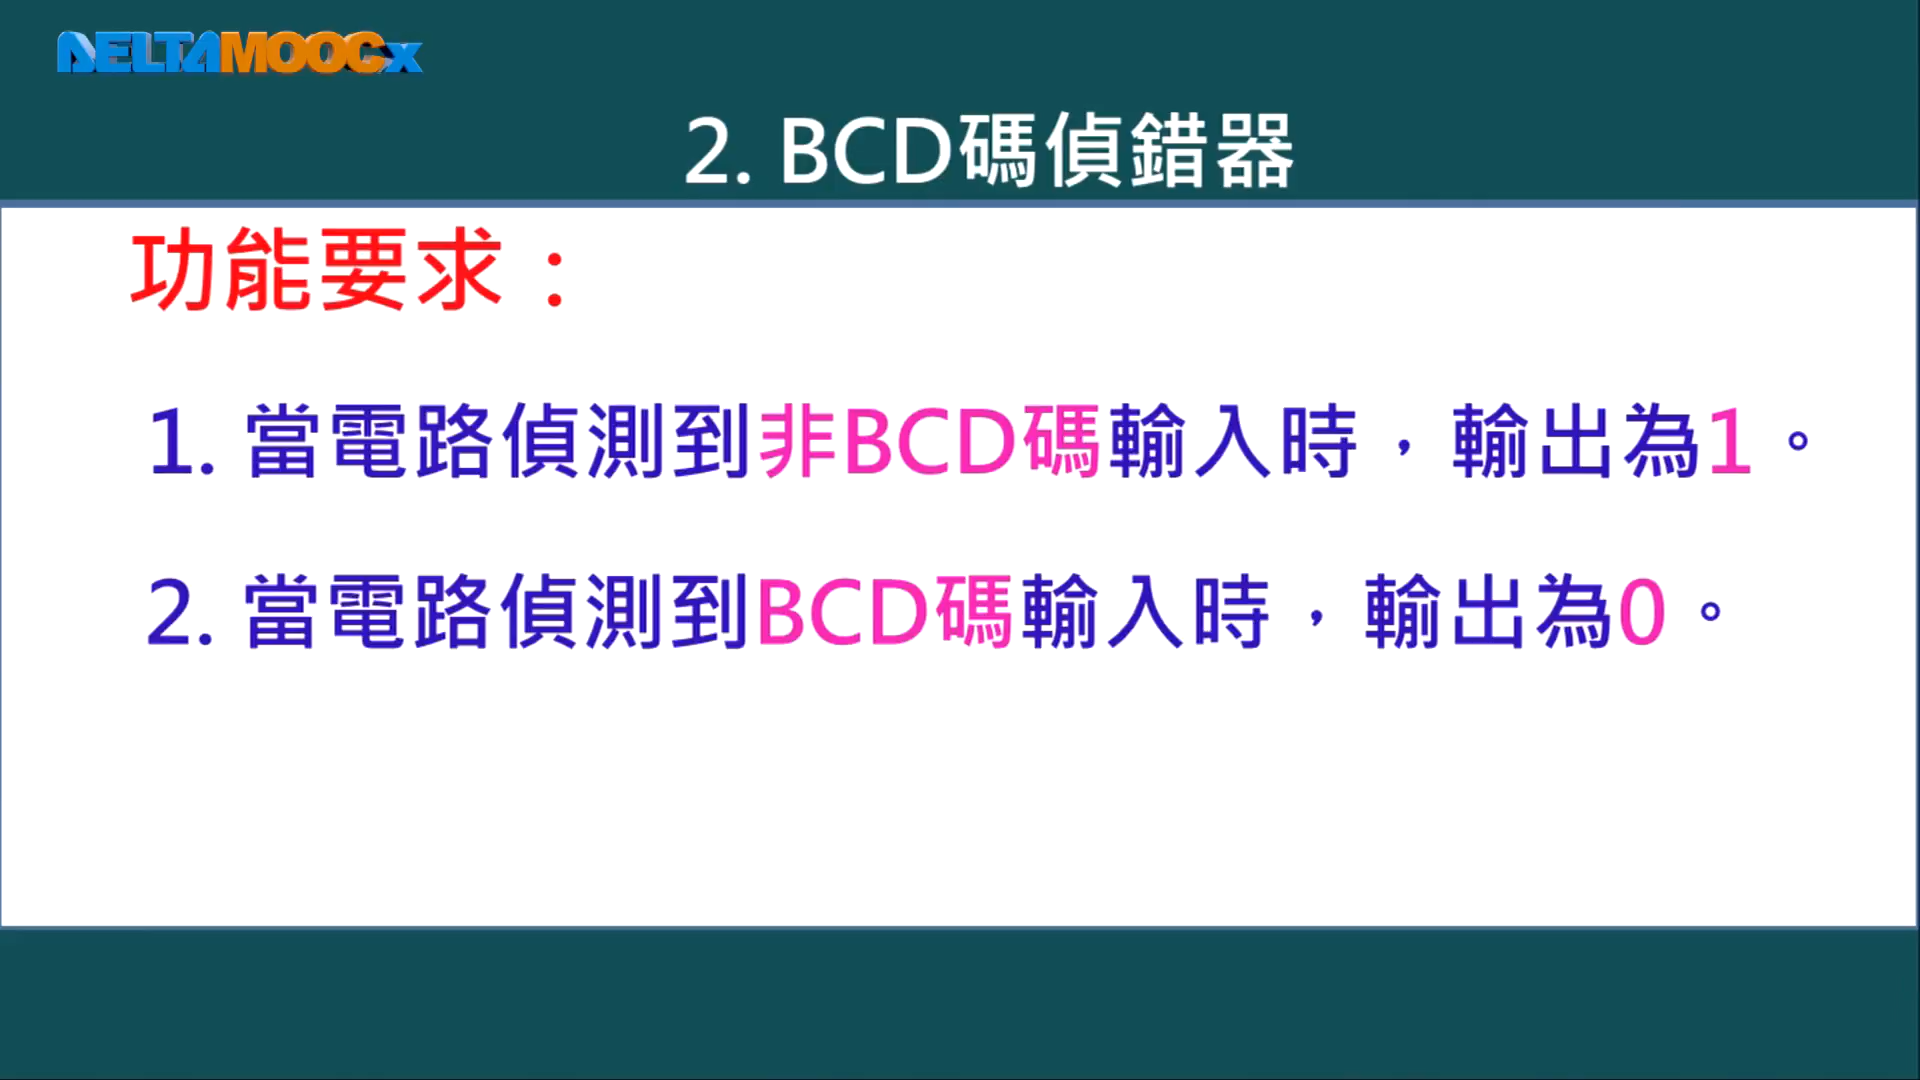 DELTAMOOCx
2. BCD碼偵錯器
功能要求：
1. 當電路偵測到非BCD碼輸入時，輸出為1。
2. 當電路偵測到BCD碼輸入時，輸出為0。